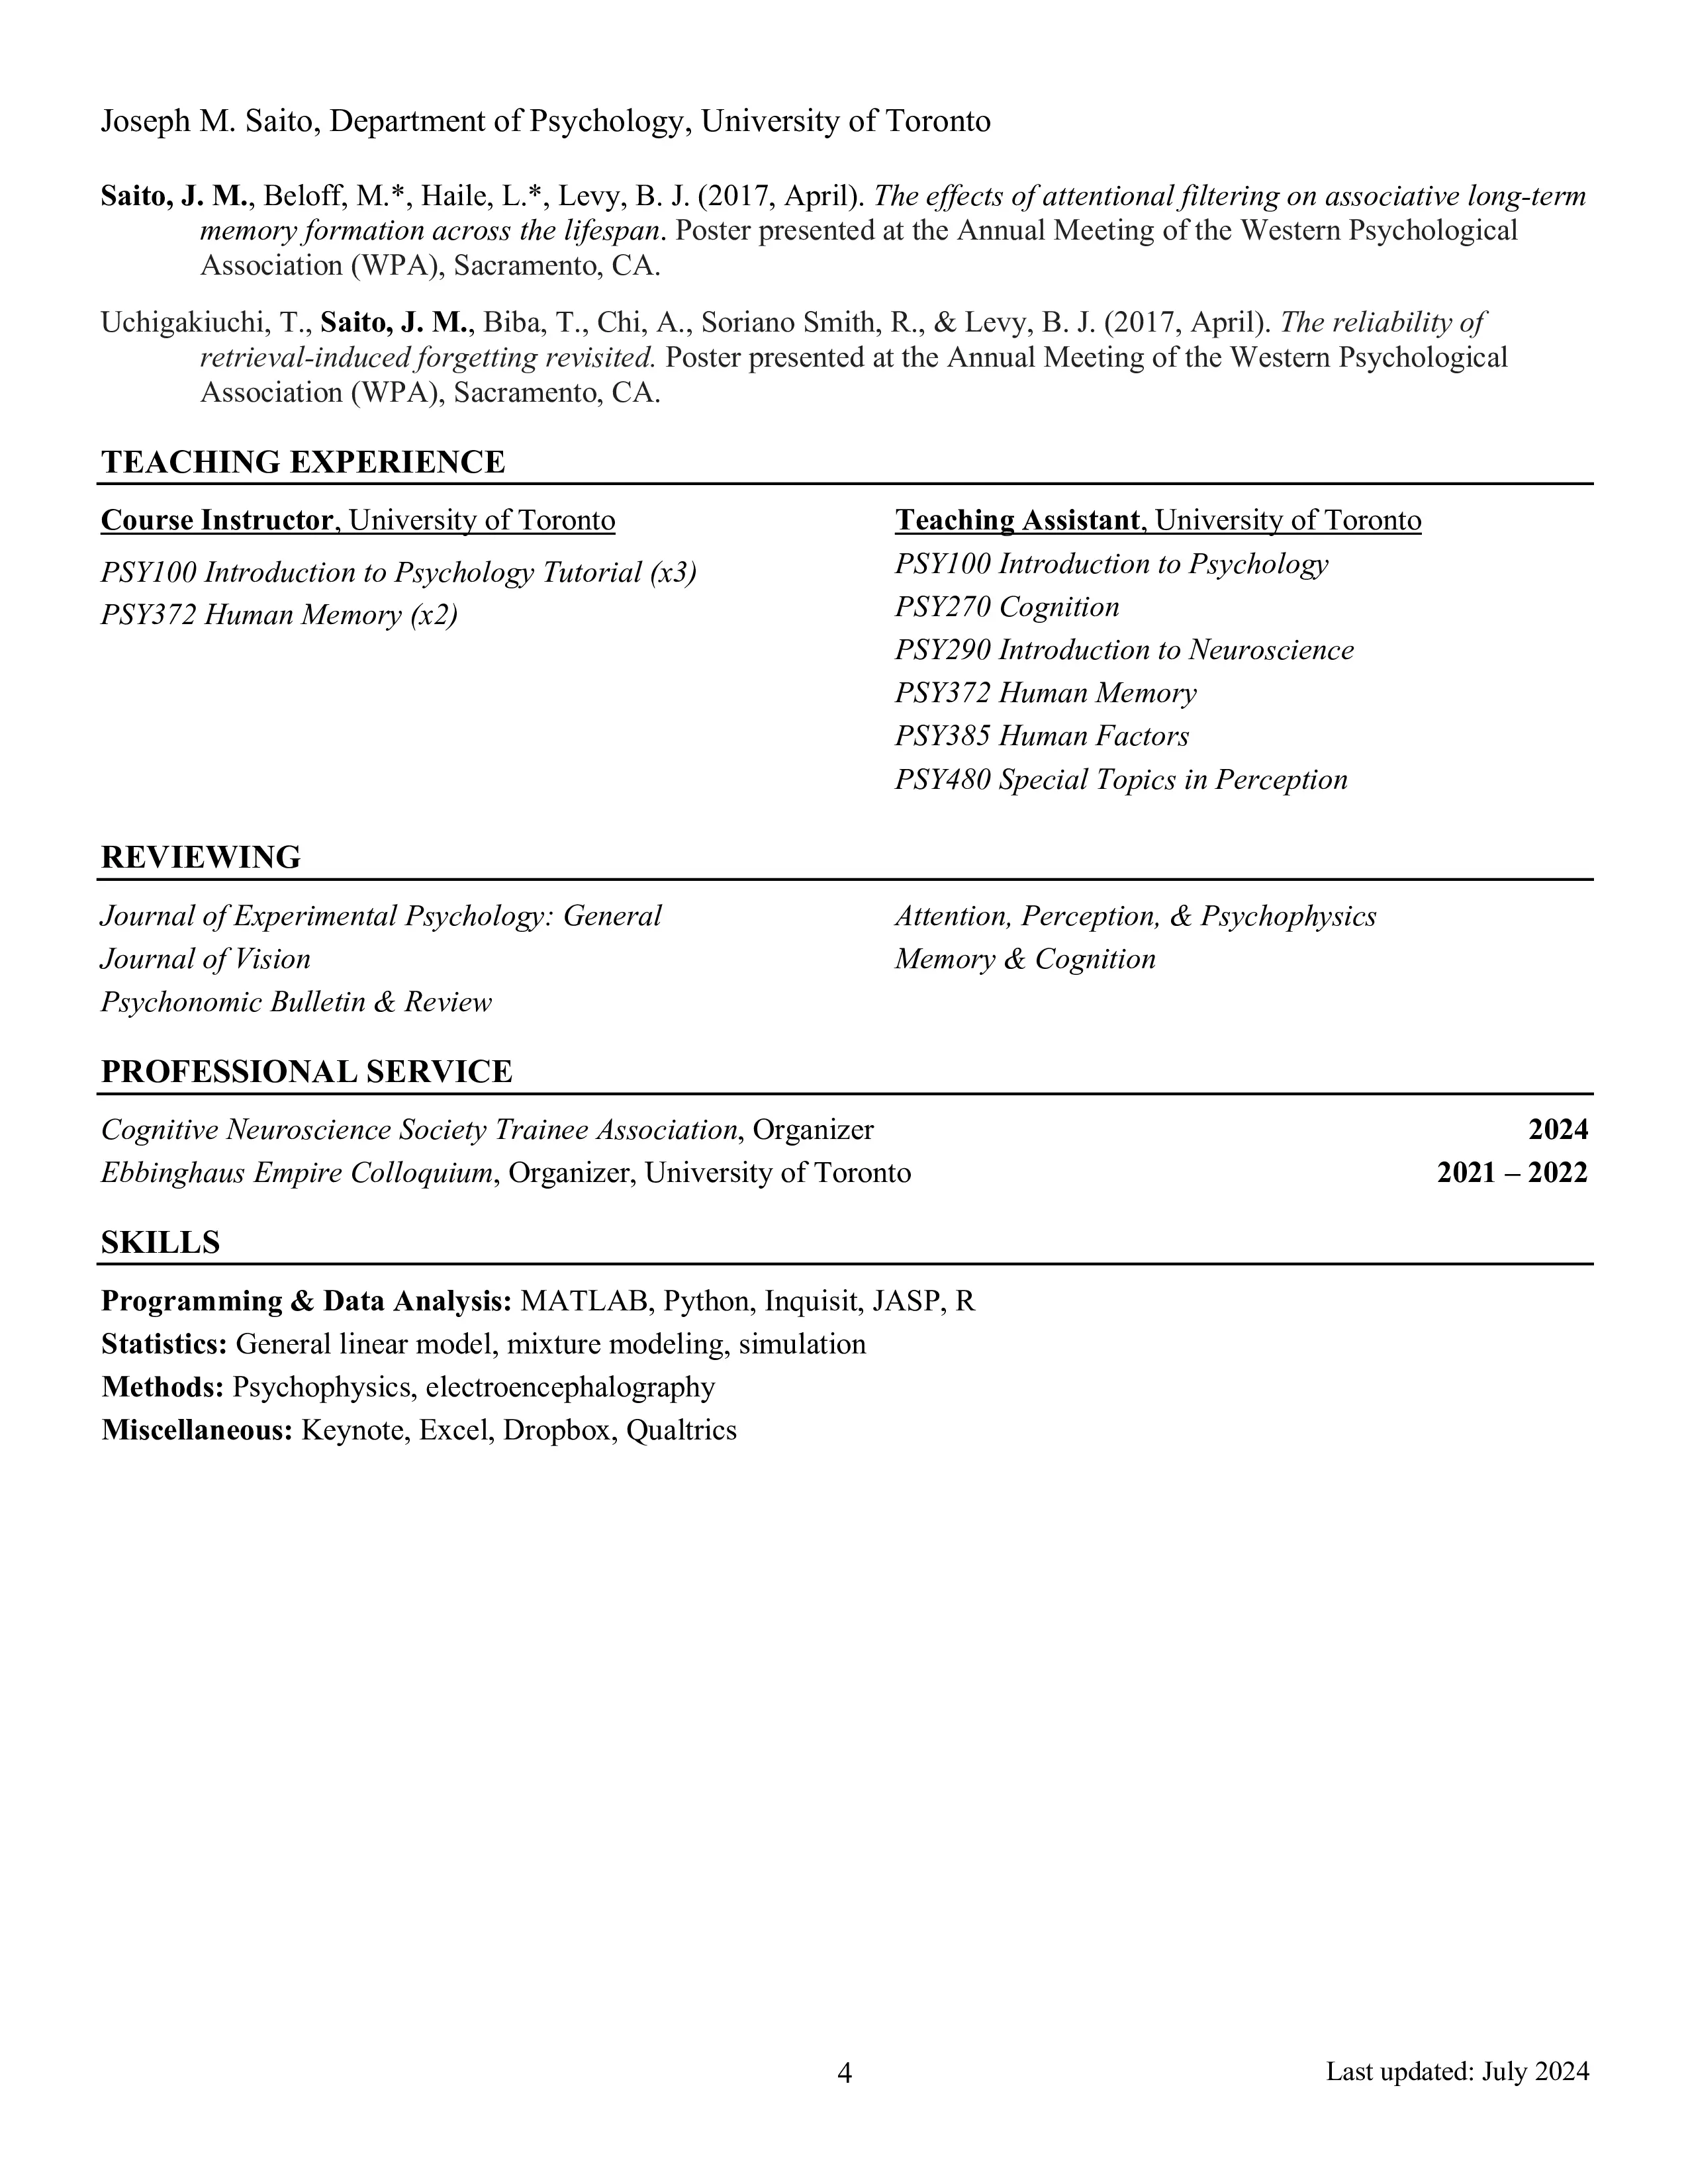 Joseph M. Saito, Department of Psychology, University of Toronto
Saito, J. M., Beloff, M.*, Haile, L.*, Levy, B. J. (2017, April). The effects of attentional filtering on associative long-term
memory formation across the lifespan. Poster presented at the Annual Meeting of the Western Psychological
Association (WPA), Sacramento, CA.
Uchigakiuchi, T., Saito, J. M., Biba, T., Chi, A., Soriano Smith, R., & Levy, B. J. (2017, April). The reliability of
retrieval-induced forgetting revisited. Poster presented at the Annual Meeting of the Western Psychological
Association (WPA), Sacramento, CA.
TEACHING EXPERIENCE
Course Instructor, University of Toronto
PSY100 Introduction to Psychology Tutorial (x3)
PSY372 Human Memory (x2)
Teaching Assistant, University of Toronto
PSY100 Introduction to Psychology
PSY270 Cognition
PSY290 Introduction to Neuroscience
PSY372 Human Memory
PSY385 Human Factors
PSY480 Special Topics in Perception
REVIEWING
Journal of Experimental Psychology: General
Journal of Vision
Psychonomic Bulletin & Review
Attention, Perception, & Psychophysics
Memory & Cognition
PROFESSIONAL SERVICE
Cognitive Neuroscience Society Trainee Association, Organizer 2024
Ebbinghaus Empire Colloquium, Organizer, University of Toronto 2021 – 2022
SKILLS
Programming & Data Analysis: MATLAB, Python, Inquisit, JASP, R
Statistics: General linear model, mixture modeling, simulation
Methods: Psychophysics, electroencephalography
Miscellaneous: Keynote, Excel, Dropbox, Qualtrics
4
Last updated: July 2024